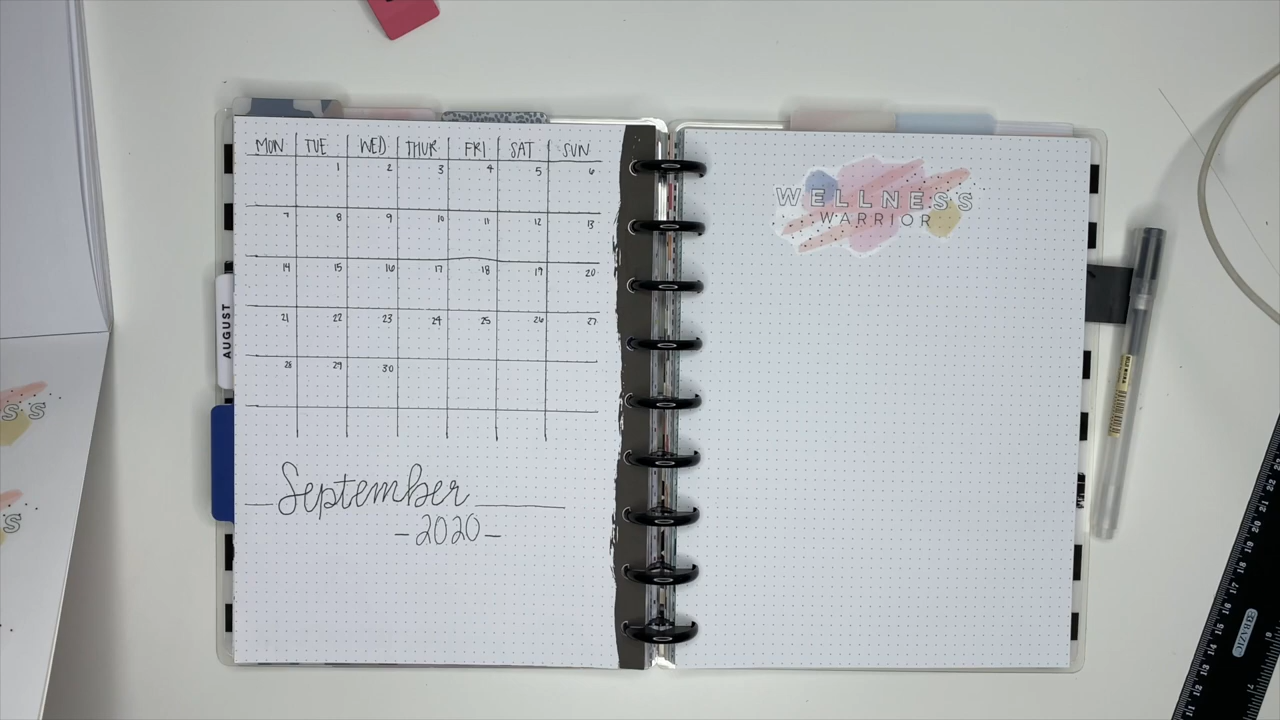 MON TUE WED THUR FRI SAT SUN
1 2 3 4 5 6
7 8 9 10 11 12 13
14 15 16 17 18 19 20
21 22 23 24 25 26 27
28 29 30
September
-2020-
AUGUST
WELLNESS
WARRIOR
SS
S